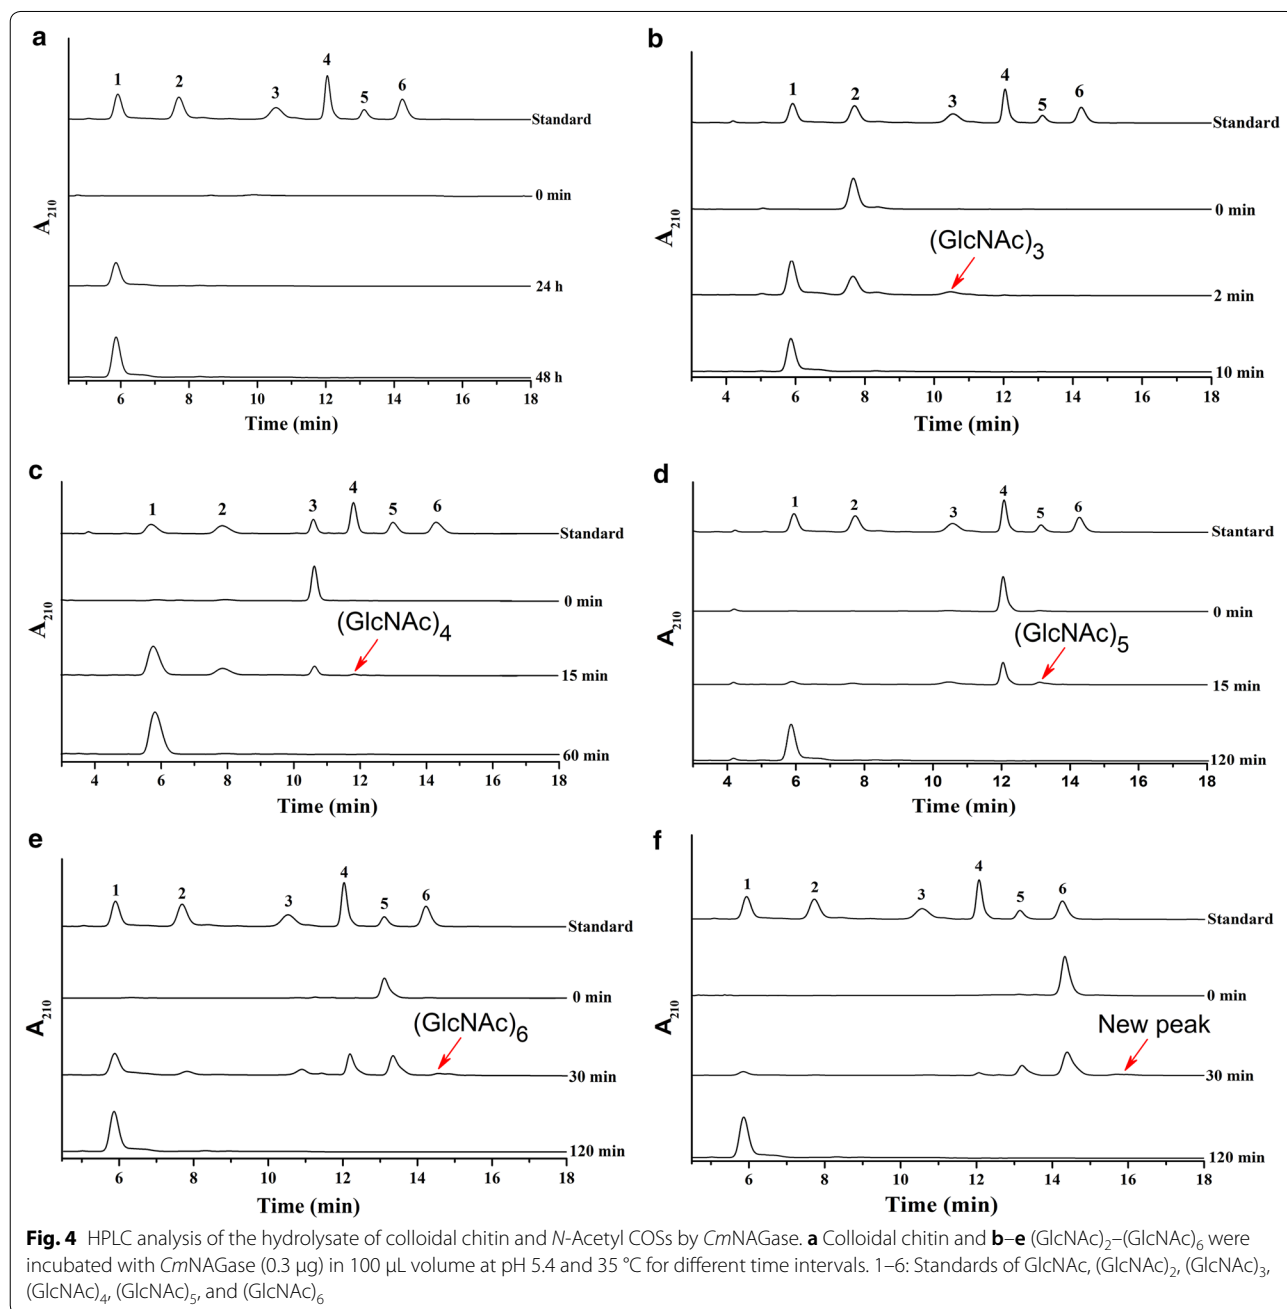 a
1 2 3 4 5 6
Standard
0 min
24 h
48 h
A210
6 8 10 12 14 16 18
Time (min)
b
1 2 3 4 5 6
Standard
0 min
(GlcNAc)3
2 min
10 min
A210
4 6 8 10 12 14 16 18
Time (min)
c
1 2 3 4 5 6
Standard
0 min
(GlcNAc)4
15 min
60 min
A210
4 6 8 10 12 14 16 18
Time (min)
d
1 2 3 4 5 6
Stantard
0 min
(GlcNAc)5
15 min
120 min
A210
4 6 8 10 12 14 16 18
Time (min)
e
1 2 3 4 5 6
Standard
0 min
(GlcNAc)6
30 min
120 min
A210
6 8 10 12 14 16 18
Time (min)
f
1 2 3 4 5 6
Standard
0 min
New peak
30 min
120 min
A210
6 8 10 12 14 16 18
Time (min)
Fig. 4 HPLC analysis of the hydrolysate of colloidal chitin and N-Acetyl COSs by CmNAGase. a Colloidal chitin and b–e (GlcNAc)2–(GlcNAc)6 were
incubated with CmNAGase (0.3 µg) in 100 µL volume at pH 5.4 and 35 °C for different time intervals. 1–6: Standards of GlcNAc, (GlcNAc)2, (GlcNAc)3,
(GlcNAc)4, (GlcNAc)5, and (GlcNAc)6